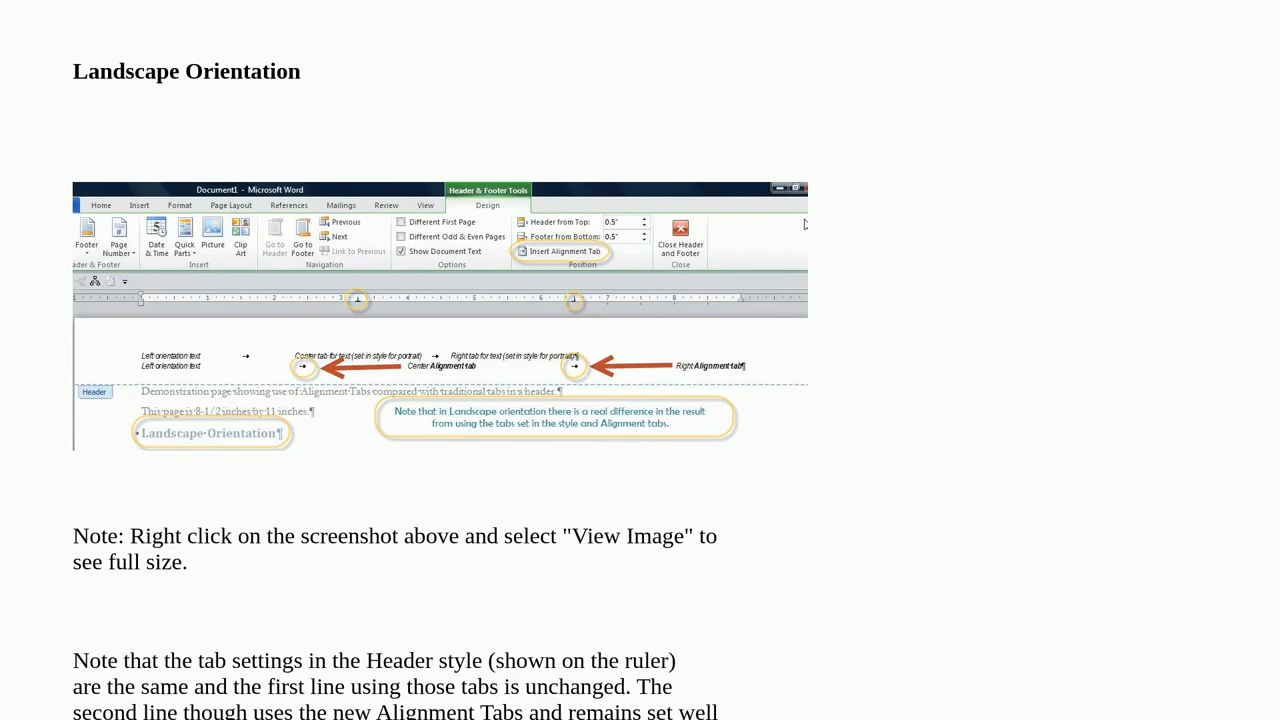 Landscape Orientation
Document1 - Microsoft Word
Header & Footer Tools
Home Insert Format Page Layout References Mailings Review View Design
Footer Page Number Date & Time Quick Parts Picture Clip Art Go to Header Go to Footer Previous Next Link to Previous
Different First Page
Different Odd & Even Pages
Show Document Text
Header from Top: 0.5"
Footer from Bottom: 0.5"
Insert Alignment Tab
Close Header and Footer
ader & Footer Insert Navigation Options Position Close
1 2 3 4 5 6 7 8
Left orientation text Center tab for text (set in style for portrait) Right tab for text (set in style for portrait)¶
Left orientation text Center Alignment tab Right Alignment tab¶
Header
Demonstration page showing use of Alignment Tabs compared with traditional tabs in a header.¶
This page is 8-1/2 inches by 11 inches.¶
Landscape·Orientation¶
Note that in Landscape orientation there is a real difference in the result
from using the tabs set in the style and Alignment tabs.
Note: Right click on the screenshot above and select "View Image" to
see full size.
Note that the tab settings in the Header style (shown on the ruler)
are the same and the first line using those tabs is unchanged. The
second line though uses the new Alignment Tabs and remains set well